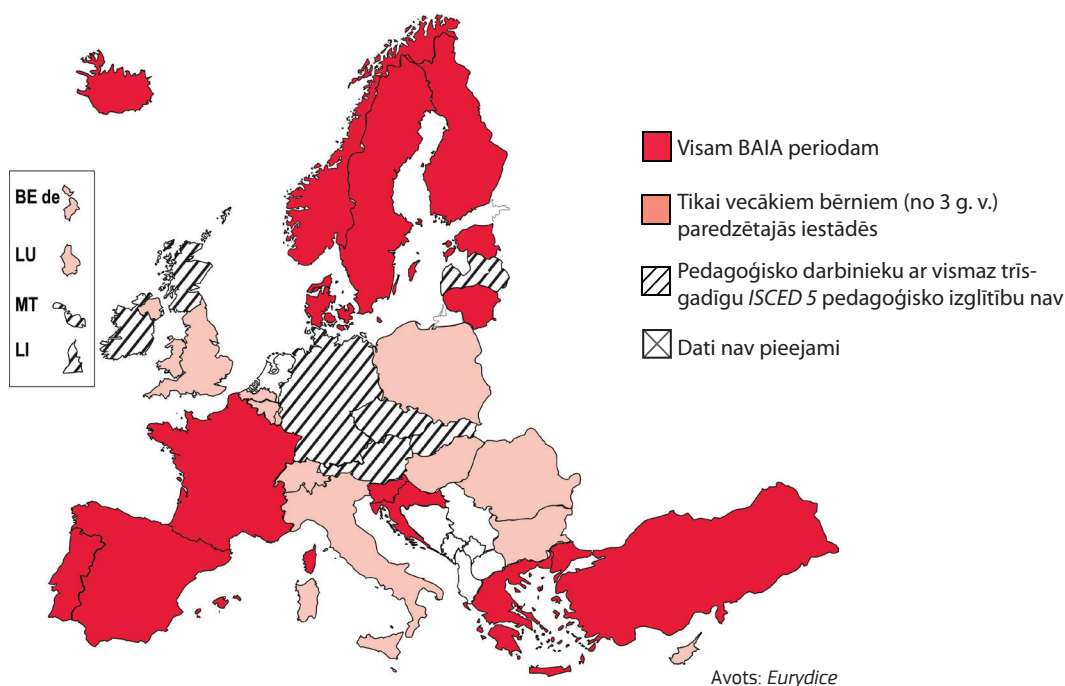 BE de
LU
MT
LI
Visam BAIA periodam
Tikai vecākiem bērniem (no 3 g. v.)
paredzētajās iestādēs
Pedagoģisko darbinieku ar vismaz trīs-
gadīgu ISCED 5 pedagoģisko izglītību nav
Dati nav pieejami
Avots: Eurydice